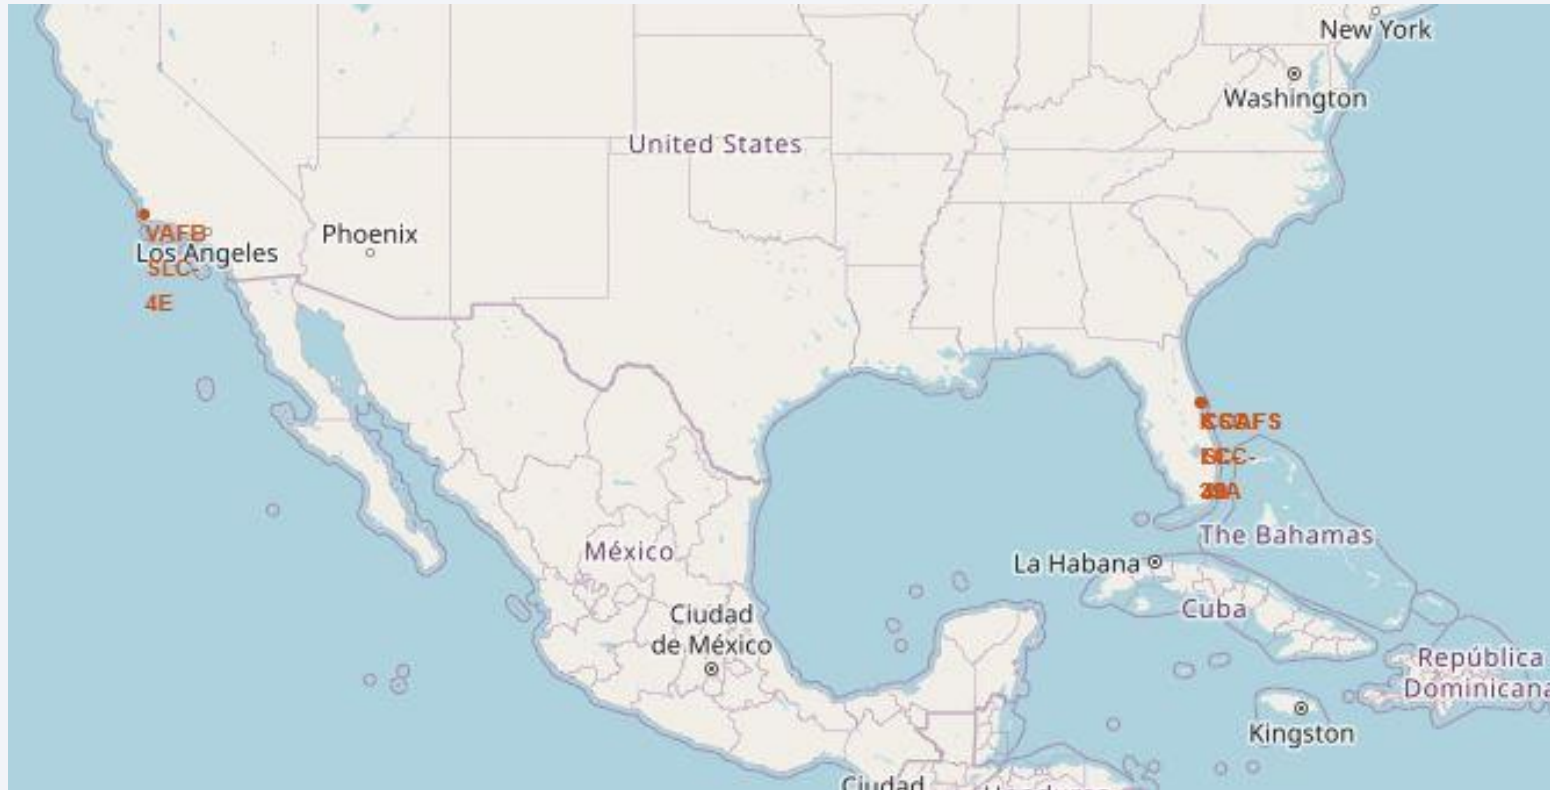 New York
Washington
United States
VAFB
Phoenix
Los Angeles
SLC-
4E
The Bahamas
México
La Habana
Cuba
Ciudad
de México
República
Dominicana
Kingston
Ciudad